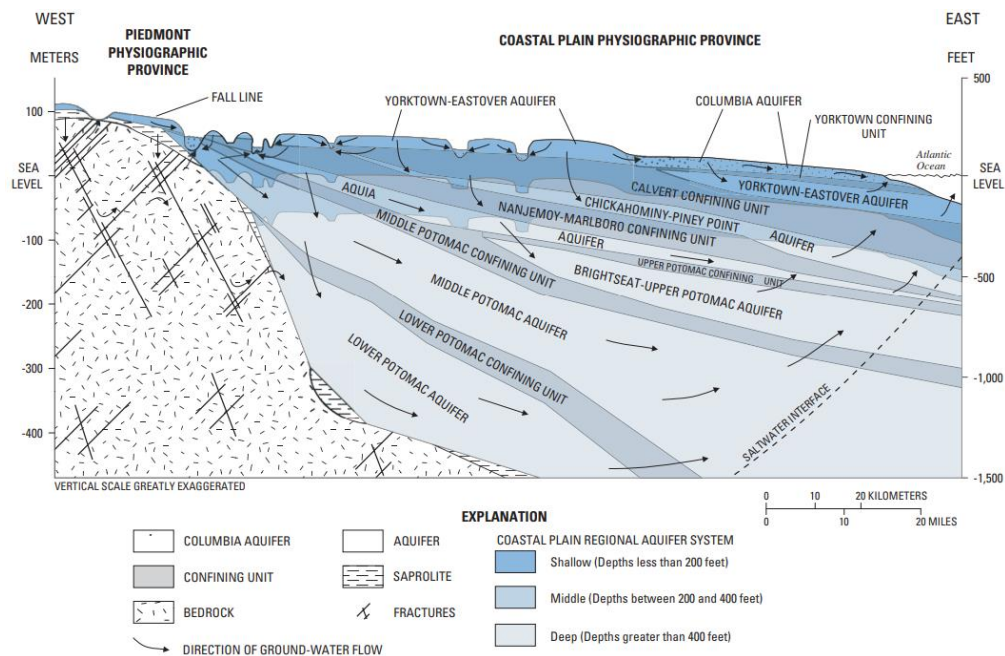 WEST
EAST
METERS
PIEDMONT
PHYSIOGRAPHIC
PROVINCE
COASTAL PLAIN PHYSIOGRAPHIC PROVINCE
FEET
500
100
FALL LINE
YORKTOWN-EASTOVER AQUIFER
COLUMBIA AQUIFER
YORKTOWN CONFINING
UNIT
Atlantic
Ocean
SEA
LEVEL
SEA
LEVEL
YORKTOWN-EASTOVER AQUIFER
CALVERT CONFINING UNIT
AQUIA
CHICKAHOMINY-PINEY POINT
AQUIFER
NANJEMOY-MARLBORO CONFINING UNIT
AQUIFER
-100
MIDDLE POTOMAC CONFINING UNIT
UPPER POTOMAC CONFINING UNIT
-500
BRIGHTSEAT-UPPER POTOMAC AQUIFER
-200
MIDDLE POTOMAC AQUIFER
-300
LOWER POTOMAC CONFINING UNIT
LOWER POTOMAC AQUIFER
-1,000
-400
SALTWATER INTERFACE
-1,500
VERTICAL SCALE GREATLY EXAGGERATED
0 10 20 KILOMETERS
0 10 20 MILES
EXPLANATION
COLUMBIA AQUIFER
AQUIFER
COASTAL PLAIN REGIONAL AQUIFER SYSTEM
Shallow (Depths less than 200 feet)
CONFINING UNIT
SAPROLITE
Middle (Depths between 200 and 400 feet)
BEDROCK
FRACTURES
Deep (Depths greater than 400 feet)
DIRECTION OF GROUND-WATER FLOW